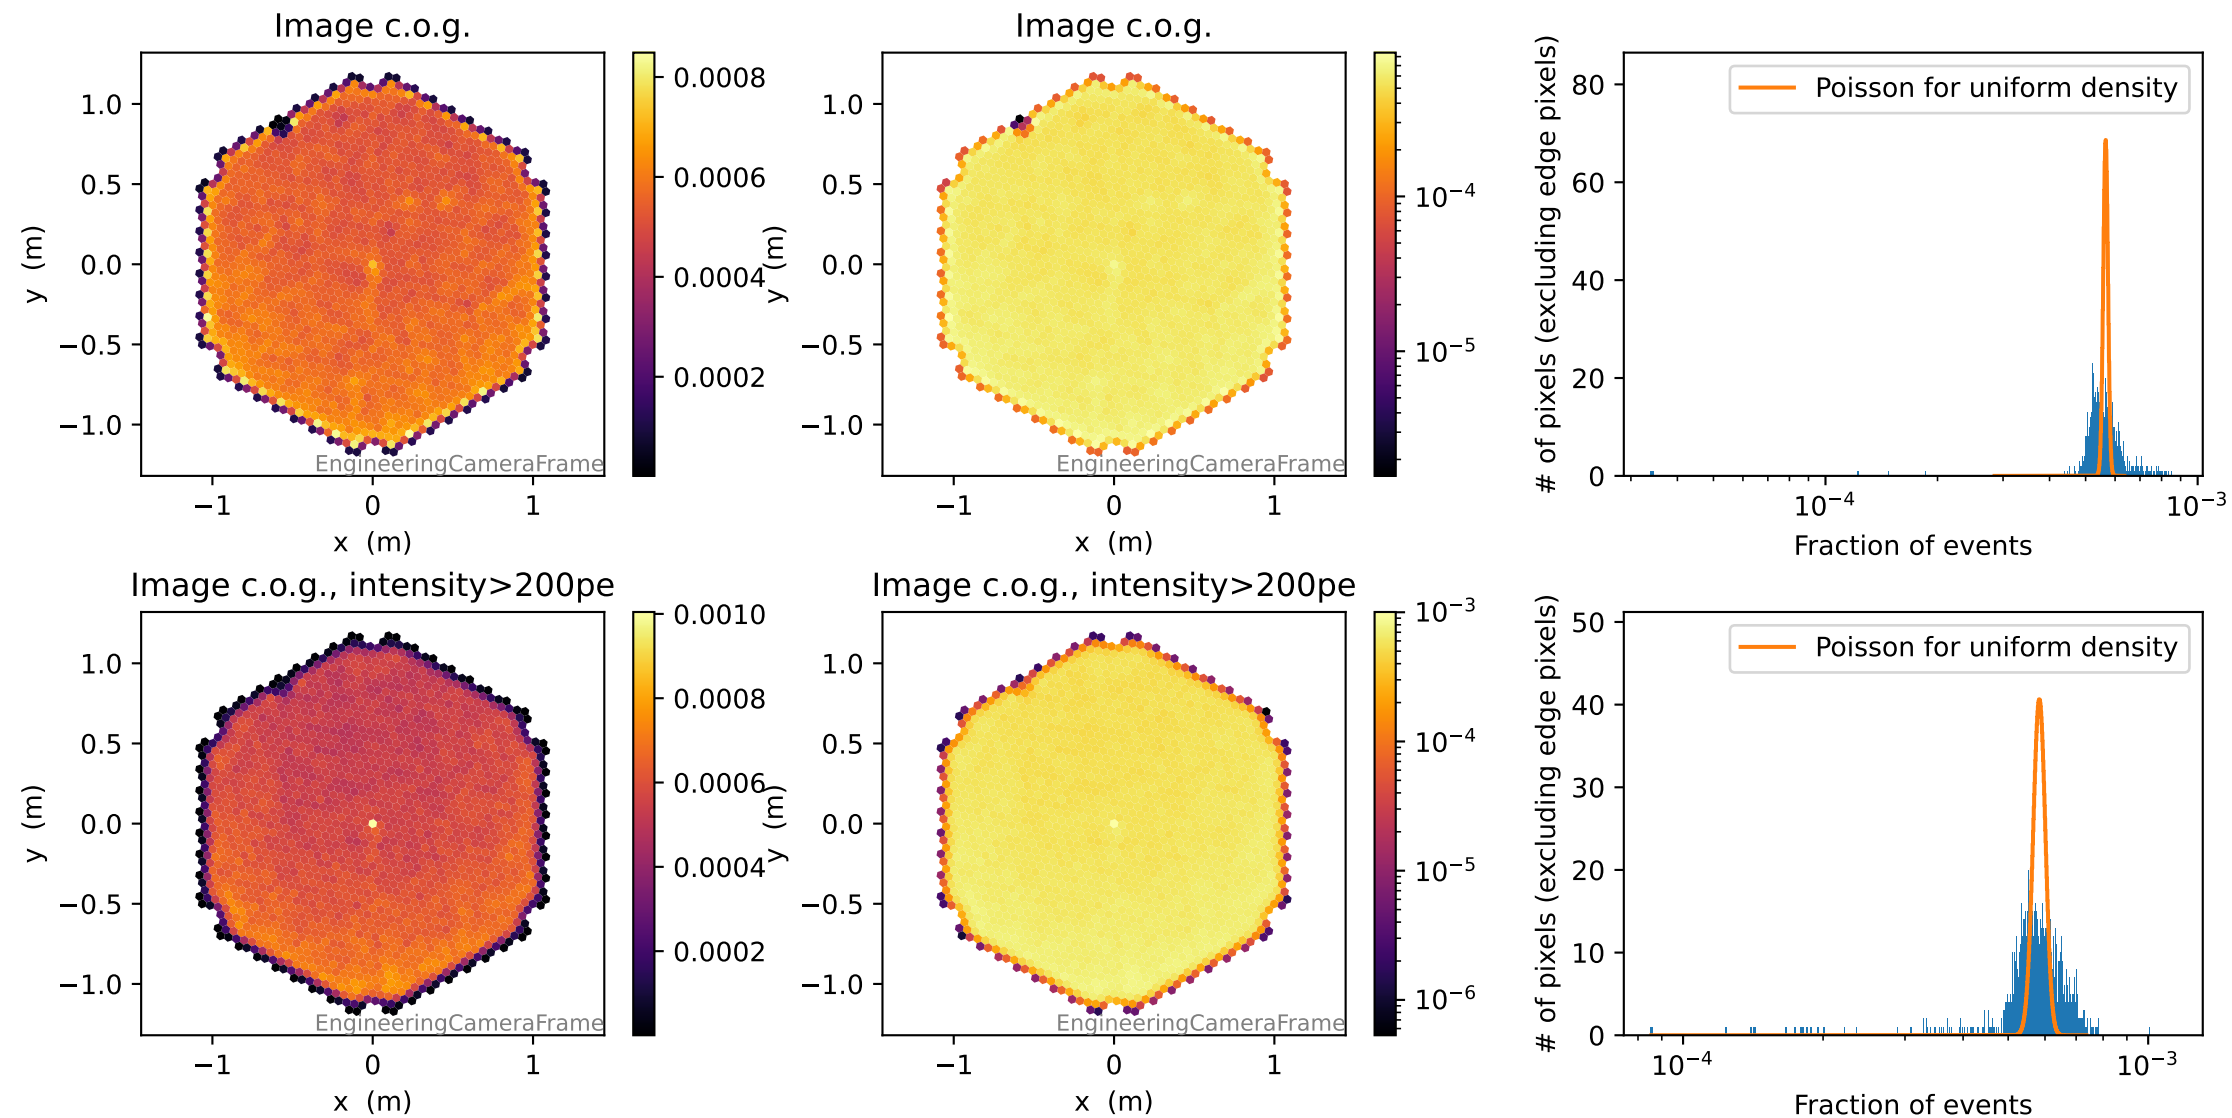 Image c.o.g.
1.0
0.5
0.0
−0.5
−1.0
y (m)
EngineeringCameraFrame
−1 0 1
x (m)
0.0008
0.0006
0.0004
0.0002
Image c.o.g.
1.0
0.5
0.0
−0.5
−1.0
y (m)
EngineeringCameraFrame
−1 0 1
x (m)
10−4
10−5
# of pixels (excluding edge pixels)
80
60
40
20
0
Poisson for uniform density
10−4 10−3
Fraction of events
Image c.o.g., intensity>200pe
1.0
0.5
0.0
−0.5
−1.0
y (m)
EngineeringCameraFrame
−1 0 1
x (m)
0.0010
0.0008
0.0006
0.0004
0.0002
Image c.o.g., intensity>200pe
1.0
0.5
0.0
−0.5
−1.0
y (m)
EngineeringCameraFrame
−1 0 1
x (m)
10−3
10−4
10−5
10−6
# of pixels (excluding edge pixels)
50
40
30
20
10
0
Poisson for uniform density
10−4 10−3
Fraction of events